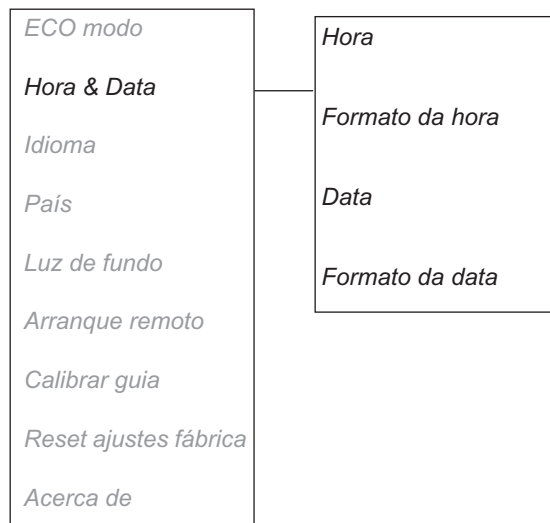 ECO modo
Hora & Data
Idioma
País
Luz de fundo
Arranque remoto
Calibrar guia
Reset ajustes fábrica
Acerca de
Hora
Formato da hora
Data
Formato da data